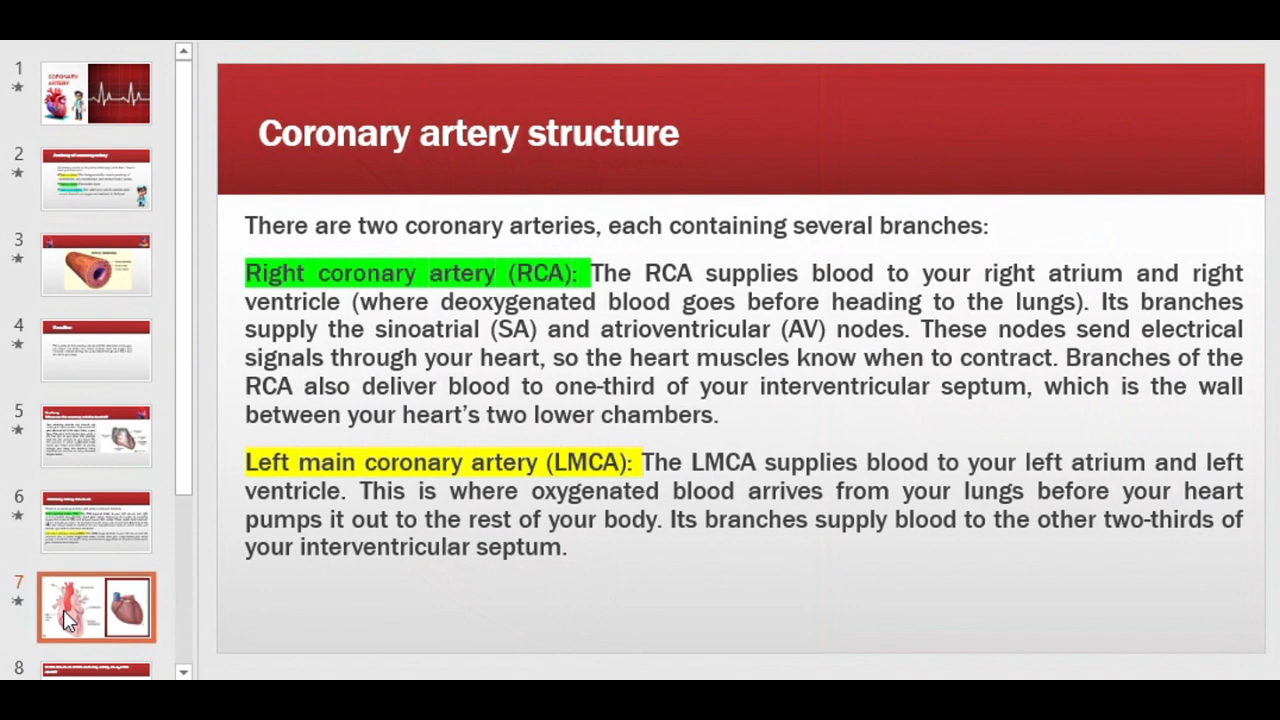 1
2
3
4
5
6
7
8
CORONARY
ARTERY
Coronary artery structure
There are two coronary arteries, each containing several branches:
Right coronary artery (RCA): The RCA supplies blood to your right atrium and right
ventricle (where deoxygenated blood goes before heading to the lungs). Its branches
supply the sinoatrial (SA) and atrioventricular (AV) nodes. These nodes send electrical
signals through your heart, so the heart muscles know when to contract. Branches of the
RCA also deliver blood to one-third of your interventricular septum, which is the wall
between your heart’s two lower chambers.
Left main coronary artery (LMCA): The LMCA supplies blood to your left atrium and left
ventricle. This is where oxygenated blood arrives from your lungs before your heart
pumps it out to the rest of your body. Its branches supply blood to the other two-thirds of
your interventricular septum.